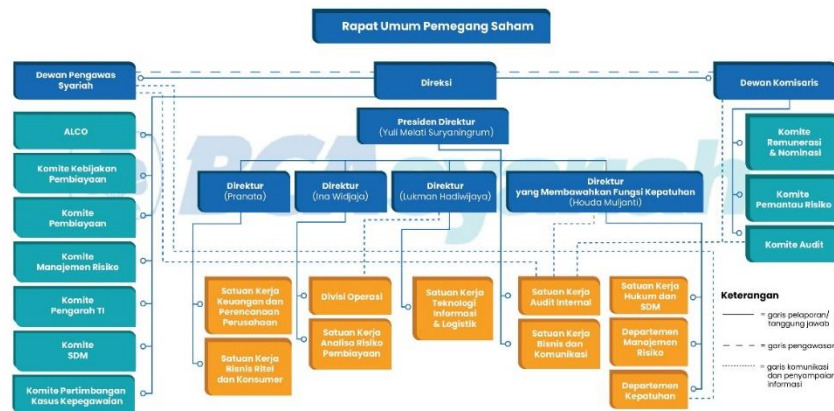 Rapat Umum Pemegang Saham
Dewan Pengawas
Syariah
Direksi
Dewan Komisaris
Presiden Direktur
(Yuli Melati Suryaningrum)
ALCO
Komite Kebijakan
Pembiayaan
Komite
Pembiayaan
Komite
Manajemen Risiko
Komite
Pengarah TI
Komite
SDM
Komite Pertimbangan
Kasus Kepegawaian
Direktur
(Pranata)
Direktur
(Ina Widjaja)
Direktur
(Lukman Hadiwijaya)
Direktur
yang Membawahkan Fungsi Kepatuhan
(Houda Muljanti)
Komite
Remunerasi
& Nominasi
Komite
Pemantau Risiko
Komite Audit
Satuan Kerja
Keuangan dan
Perencanaan
Perusahaan
Satuan Kerja
Bisnis Ritel
dan Konsumer
Divisi Operasi
Satuan Kerja
Analisa Risiko
Pembiayaan
Satuan Kerja
Teknologi
Informasi
& Logistik
Satuan Kerja
Audit Internal
Satuan Kerja
Bisnis dan
Komunikasi
Satuan Kerja
Hukum dan
SDM
Departemen
Manajemen
Risiko
Departemen
Kepatuhan
Keterangan
= garis pelaporan/
tanggung jawab
= garis pengawasan
= garis komunikasi
dan penyampaian
informasi
BCA syariah